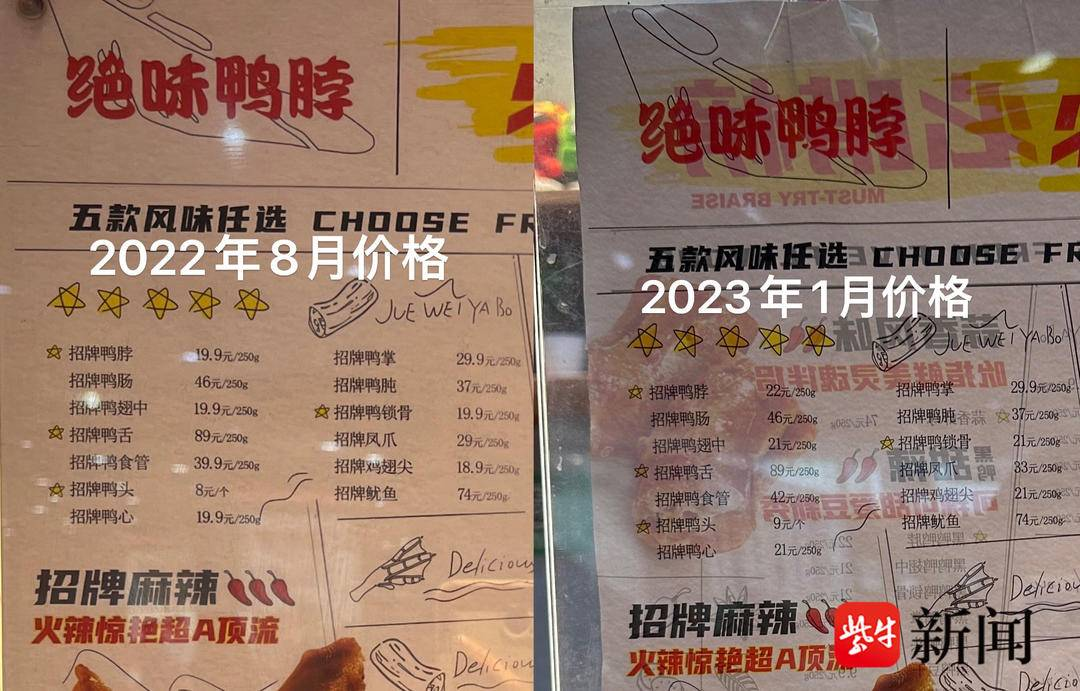 绝味鸭脖
五款风味任选 CHOOSE FR
2022年8月价格
JUE WEI YA BO
招牌鸭脖 19.9元/250g
招牌鸭肠 46元/250g
招牌鸭翅中 19.9元/250g
招牌鸭舌 89元/250g
招牌鸭食管 39.9元/250g
招牌鸭头 8元/个
招牌鸭心 19.9元/250g
招牌鸭掌 29.9元/250g
招牌鸭肫 37元/250g
招牌鸭锁骨 19.9元/250g
招牌凤爪 29元/250g
招牌鸡翅尖 18.9元/250g
招牌鱿鱼 74元/250g
Delicious
招牌麻辣
火辣惊艳超A顶流
Delicious
绝味鸭脖
MUST-TRY BRAISE
五款风味任选 CHOOSE FR
2023年1月价格
JUE WEI YA BO
招牌鸭脖 22元/250g
招牌鸭肠 46元/250g
招牌鸭翅中 21元/250g
招牌鸭舌 89元/250g
招牌鸭食管 42元/250g
招牌鸭头 9元/个
招牌鸭心 21元/250g
招牌鸭掌 29.9元/250g
招牌鸭肫 37元/250g
招牌鸭锁骨 21元/250g
招牌凤爪 33元/250g
招牌鸡翅尖 21元/250g
招牌鱿鱼 74元/250g
Delicio
招牌麻辣
火辣惊艳超A顶流
Delicio
紫牛新闻